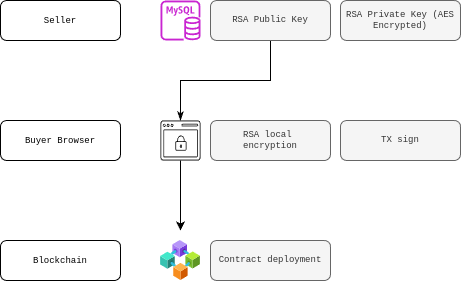 Seller
MySQL
RSA Public Key
RSA Private Key (AES
Encrypted)
Buyer Browser
RSA local
encryption
TX sign
Blockchain
Contract deployment